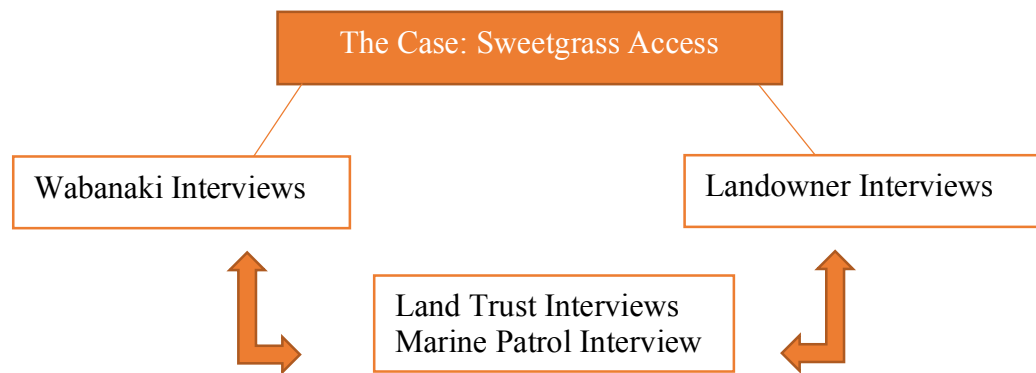 The Case: Sweetgrass Access
Wabanaki Interviews
Landowner Interviews
Land Trust Interviews
Marine Patrol Interview